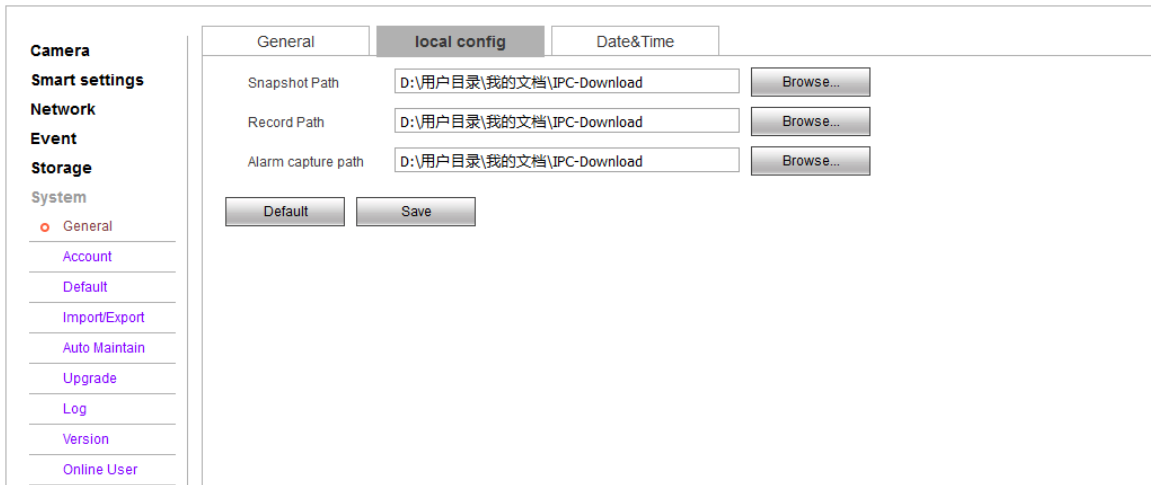 General local config Date&Time
Camera
Smart settings
Network
Event
Storage
System
General
Account
Default
Import/Export
Auto Maintain
Upgrade
Log
Version
Online User
Snapshot Path D:\用户目录\我的文档\IPC-Download Browse...
Record Path D:\用户目录\我的文档\IPC-Download Browse...
Alarm capture path D:\用户目录\我的文档\IPC-Download Browse...
Default Save